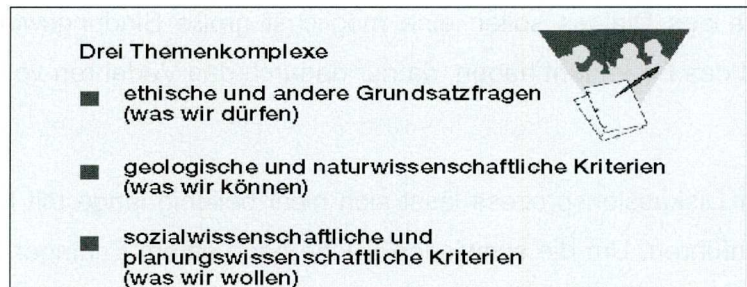 Drei Themenkomplexe
ethische und andere Grundsatzfragen
(was wir dürfen)
geologische und naturwissenschaftliche Kriterien
(was wir können)
sozialwissenschaftliche und
planungswissenschaftliche Kriterien
(was wir wollen)